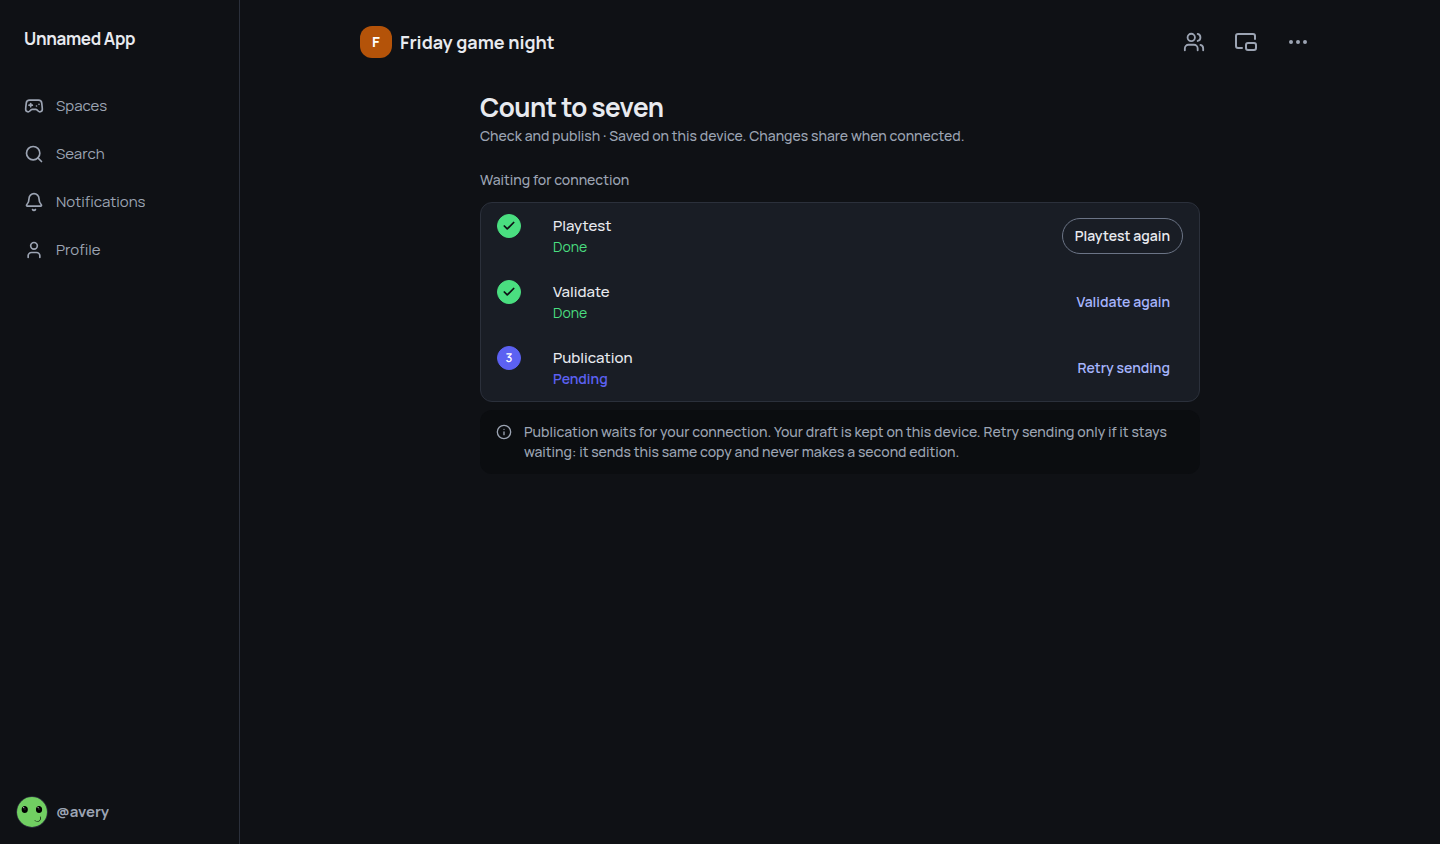 Unnamed App
Spaces
Search
Notifications
Profile
@avery
F
Friday game night
Count to seven
Check and publish · Saved on this device. Changes share when connected.
Waiting for connection
Playtest
Done
Playtest again
Validate
Done
Validate again
3
Publication
Pending
Retry sending
Publication waits for your connection. Your draft is kept on this device. Retry sending only if it stays
waiting: it sends this same copy and never makes a second edition.